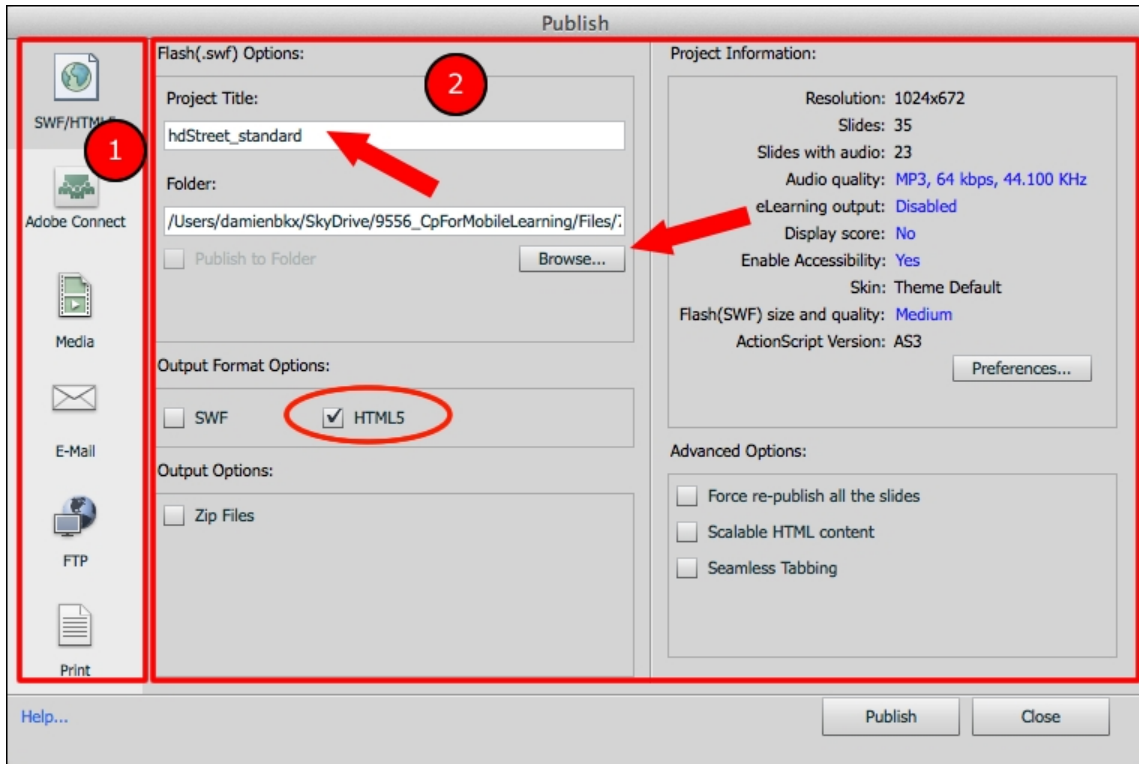 Publish
SWF/HTML5
1
Adobe Connect
Media
E-Mail
FTP
Print
Flash(.swf) Options:
2
Project Title:
hdStreet_standard
Folder:
/Users/damienbkx/SkyDrive/9556_CpForMobileLearning/Files/
Publish to Folder
Browse...
Output Format Options:
SWF
HTML5
Output Options:
Zip Files
Project Information:
Resolution: 1024x672
Slides: 35
Slides with audio: 23
Audio quality: MP3, 64 kbps, 44.100 KHz
eLearning output: Disabled
Display score: No
Enable Accessibility: Yes
Skin: Theme Default
Flash(SWF) size and quality: Medium
ActionScript Version: AS3
Preferences...
Advanced Options:
Force re-publish all the slides
Scalable HTML content
Seamless Tabbing
Help...
Publish
Close